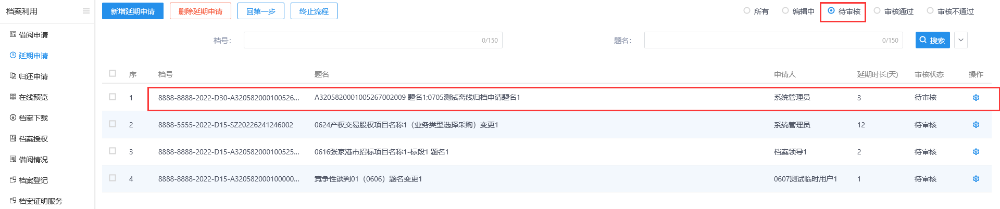 档案利用
借阅申请
延期申请
归还申请
在线预览
档案下载
档案授权
借阅情况
档案登记
档案证明服务
新增延期申请 删除延期申请 回第一步 终止流程
所有 编辑中 待审核 审核通过 审核不通过
档号： 0/150 题名： 0/150 搜索
序 档号 题名 申请人 延期时长(天) 审核状态 操作
1 8888-8888-2022-D30-A320582000100526... A3205820001005267002009 题名1;0705测试离线归档申请题名1 系统管理员 3 待审核
2 8888-5555-2022-D15-SZ20226241246002 0624产权交易股权项目名称1（业务类型选择采购）变更1 系统管理员 12 待审核
3 8888-8888-2022-D15-A320582000100525... 0616张家港市招标项目名称1-标段1 题名1 档案领导1 2 待审核
4 8888-8888-2022-D15-A320582000100000... 竞争性谈判01（0606）题名变更1 0607测试临时用户1 1 待审核